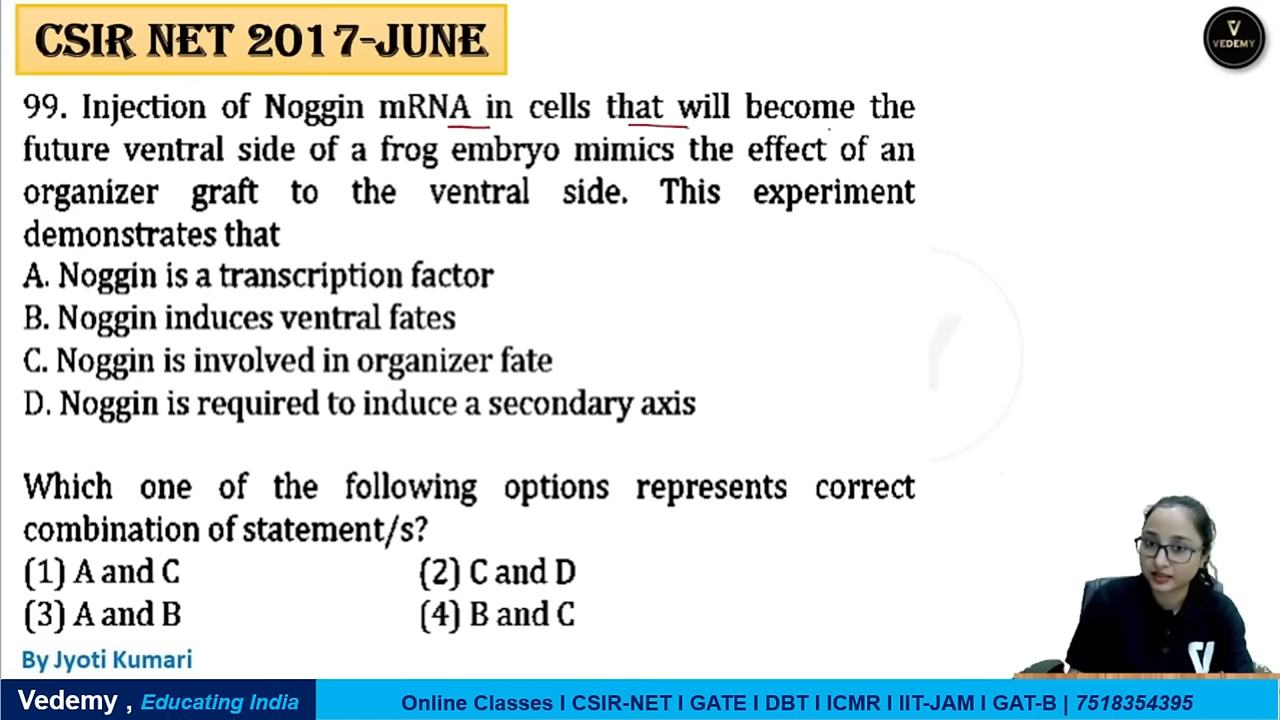 CSIR NET 2017-JUNE
V
VEDEMY
99. Injection of Noggin mRNA in cells that will become the
future ventral side of a frog embryo mimics the effect of an
organizer graft to the ventral side. This experiment
demonstrates that
A. Noggin is a transcription factor
B. Noggin induces ventral fates
C. Noggin is involved in organizer fate
D. Noggin is required to induce a secondary axis
Which one of the following options represents correct
combination of statement/s?
(1) A and C (2) C and D
(3) A and B (4) B and C
By Jyoti Kumari
Vedemy , Educating India Online Classes I CSIR-NET I GATE I DBT I ICMR I IIT-JAM I GAT-B | 7518354395